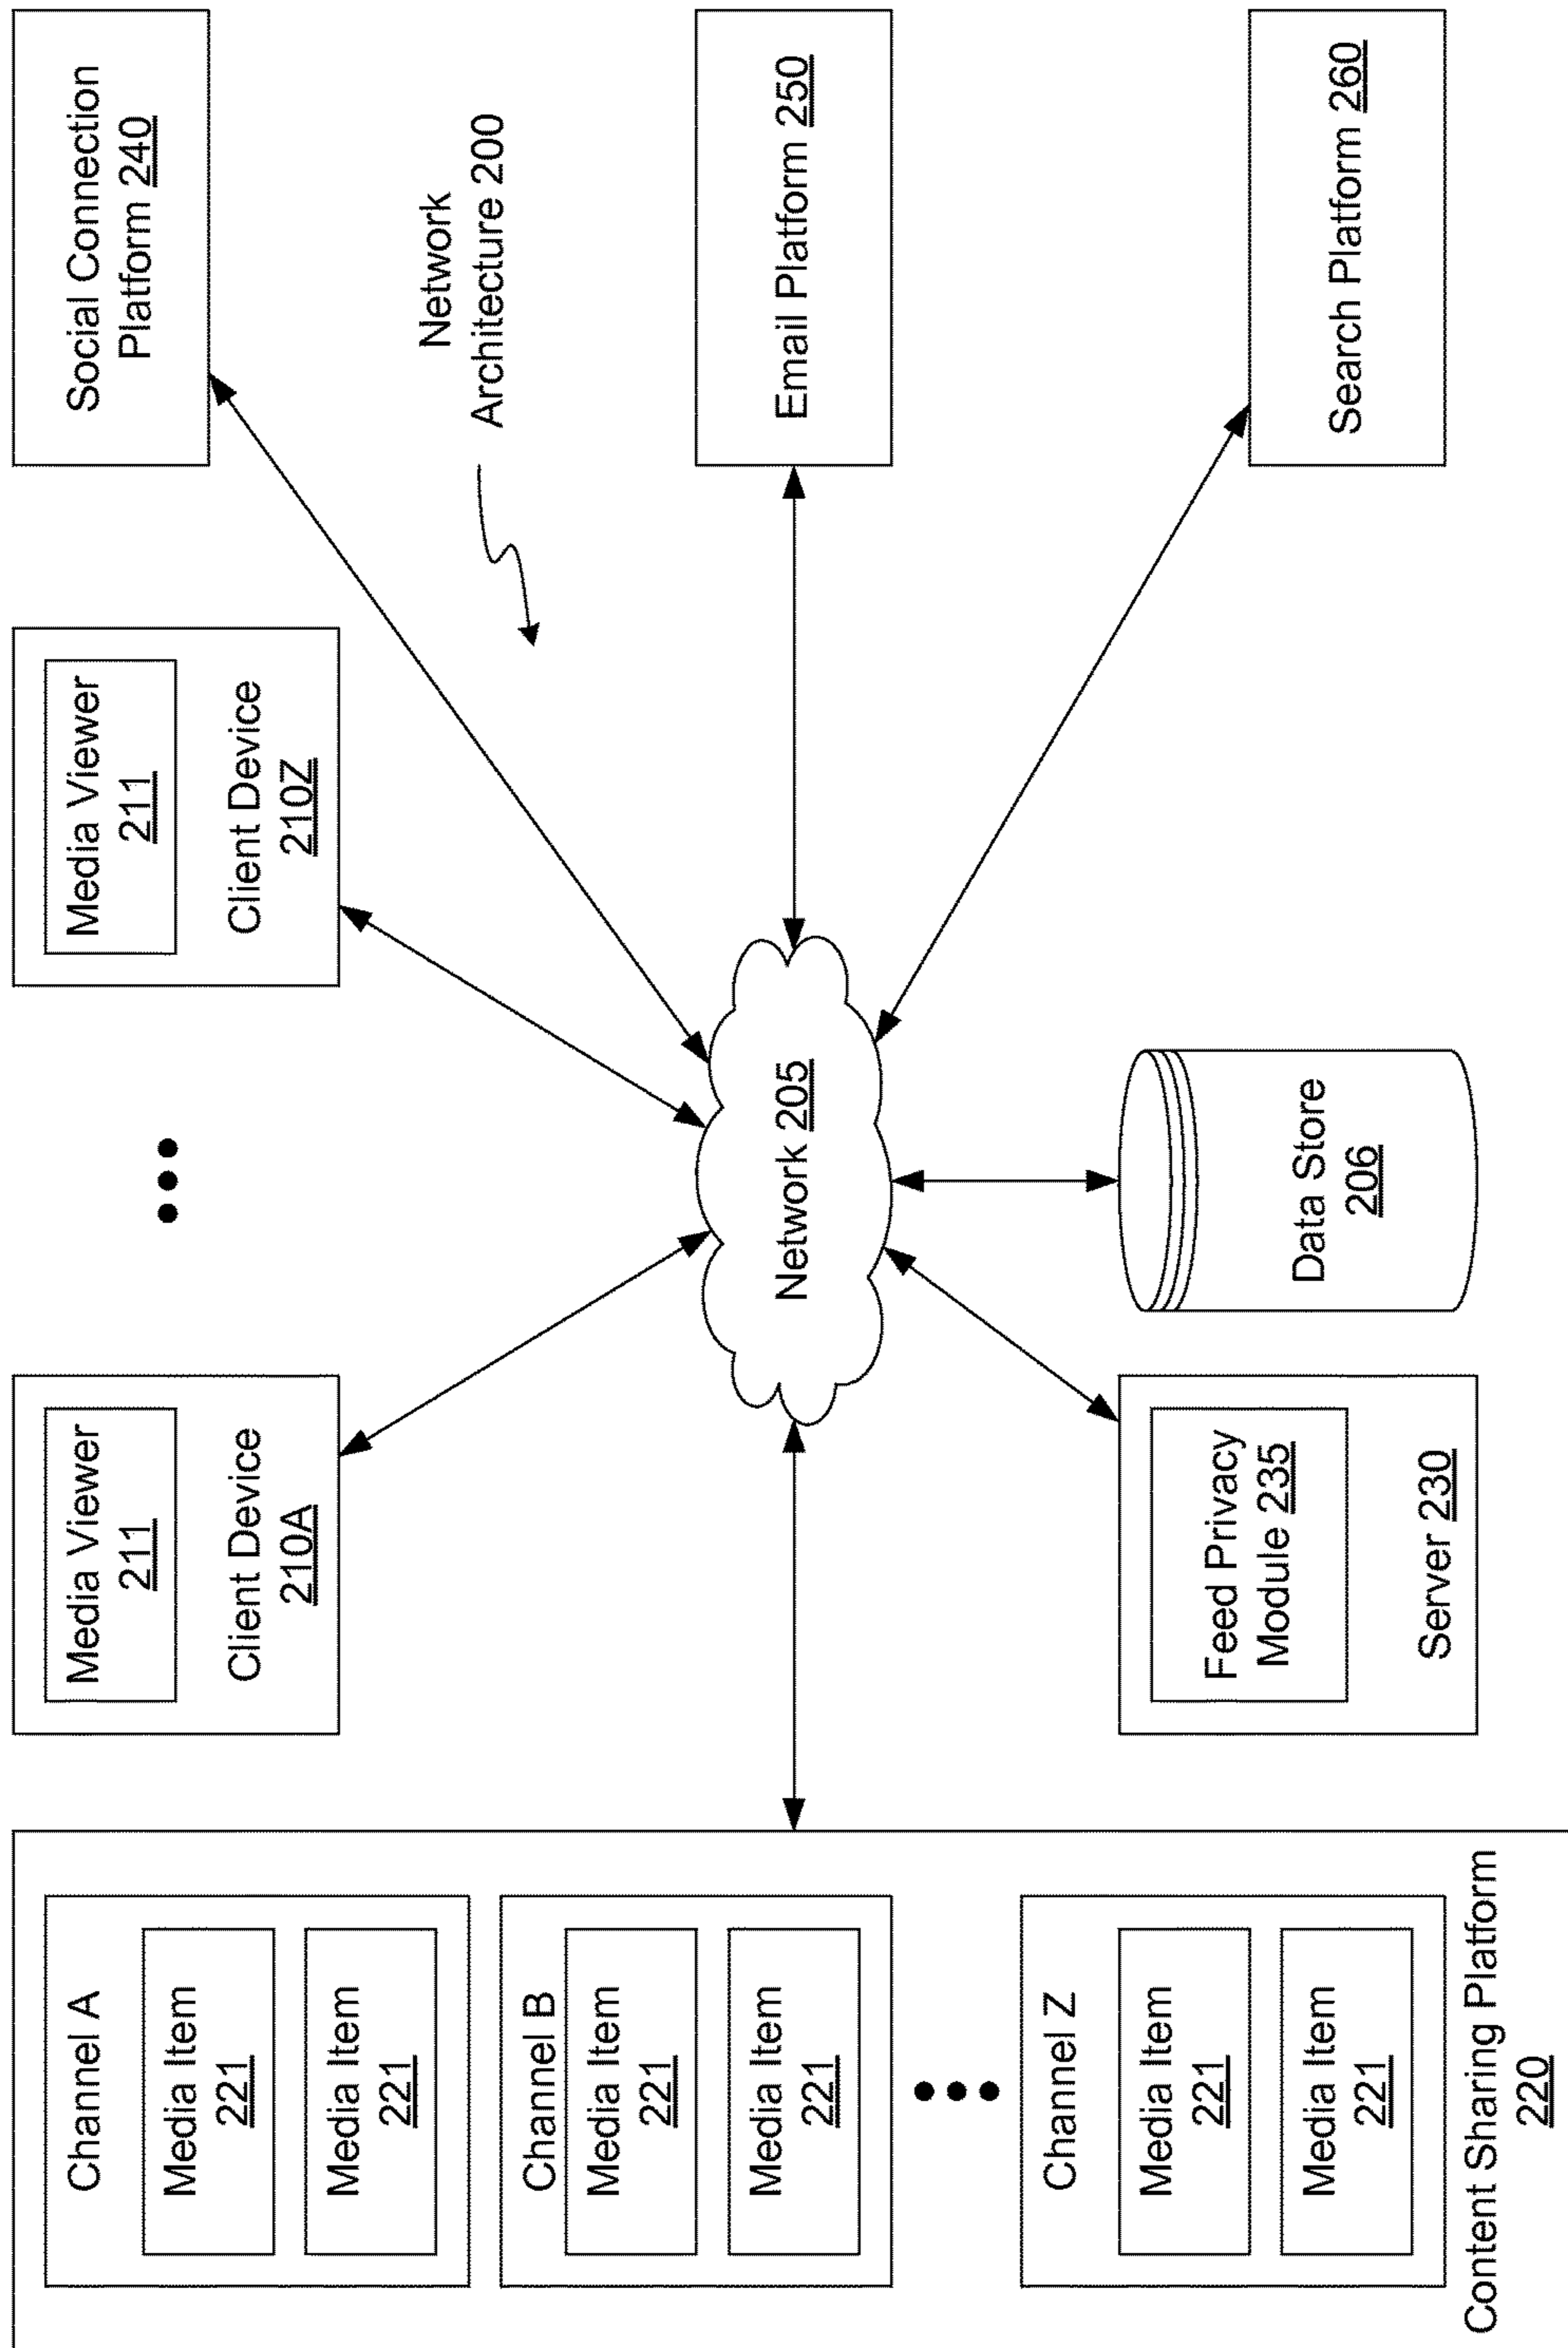 Channel A
Media Item
221
Media Item
221
Channel B
Media Item
221
Media Item
221
Channel Z
Media Item
221
Media Item
221
Content Sharing Platform
220
Media Viewer
211
Client Device
210A
Media Viewer
211
Client Device
210Z
Social Connection
Platform 240
Network
Architecture 200
Network 205
Email Platform 250
Feed Privacy
Module 235
Server 230
Data Store
206
Search Platform 260